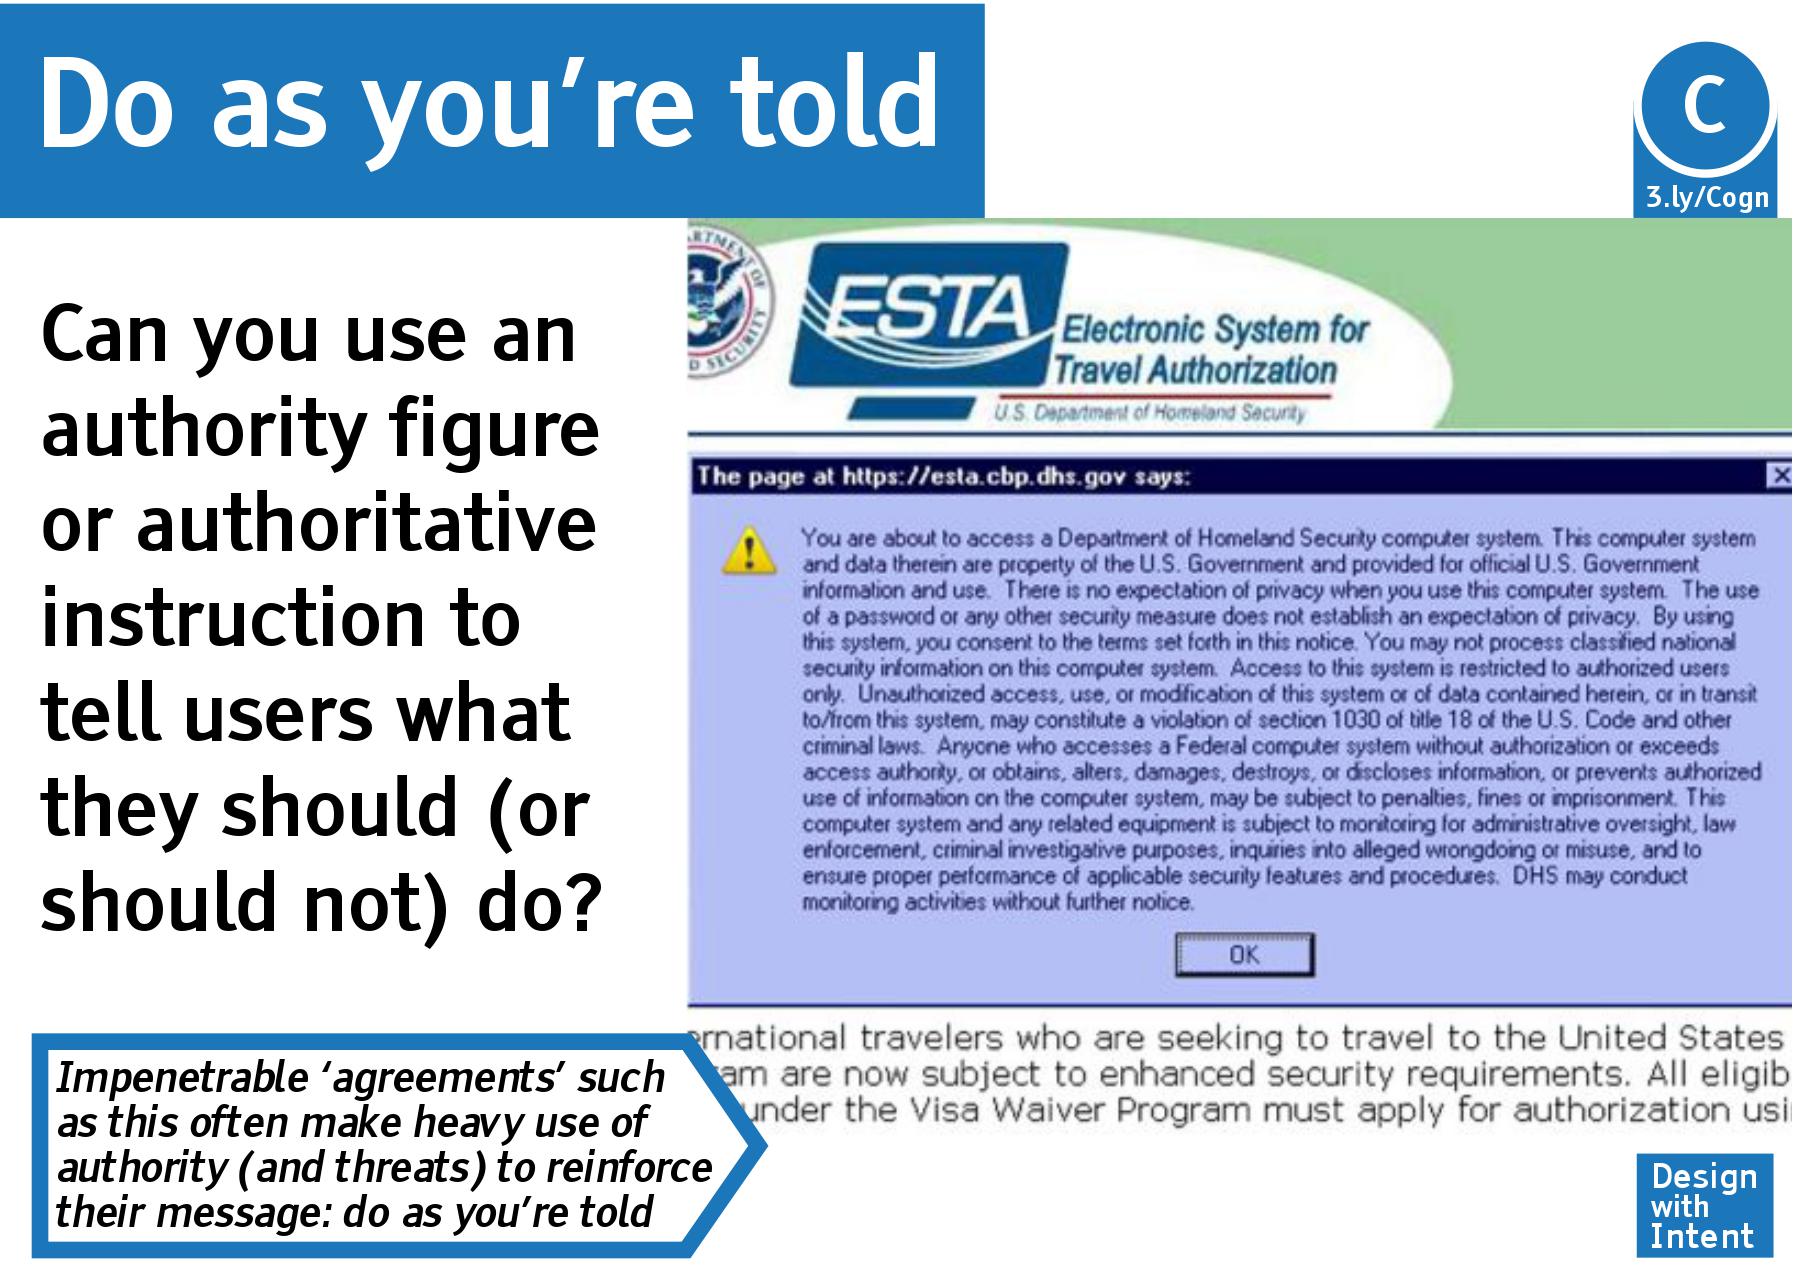 Do as you're told
C
3.ly/Cogn
Can you use an
authority figure
or authoritative
instruction to
tell users what
they should (or
should not) do?
ARTMENT OF
D SECURITY
ESTA
Electronic System for
Travel Authorization
U.S. Department of Homeland Security
The page at https://esta.cbp.dhs.gov says:
You are about to access a Department of Homeland Security computer system. This computer system
and data therein are property of the U.S. Government and provided for official U.S. Government
information and use. There is no expectation of privacy when you use this computer system. The use
of a password or any other security measure does not establish an expectation of privacy. By using
this system, you consent to the terms set forth in this notice. You may not process classified national
security information on this computer system. Access to this system is restricted to authorized users
only. Unauthorized access, use, or modification of this system or of data contained herein, or in transit
to/from this system, may constitute a violation of section 1030 of title 18 of the U.S. Code and other
criminal laws. Anyone who accesses a Federal computer system without authorization or exceeds
access authority, or obtains, alters, damages, destroys, or discloses information, or prevents authorized
use of information on the computer system, may be subject to penalties, fines or imprisonment. This
computer system and any related equipment is subject to monitoring for administrative oversight, law
enforcement, criminal investigative purposes, inquiries into alleged wrongdoing or misuse, and to
ensure proper performance of applicable security features and procedures. DHS may conduct
monitoring activities without further notice.
OK
ernational travelers who are seeking to travel to the United States
am are now subject to enhanced security requirements. All eligib
under the Visa Waiver Program must apply for authorization usi
Impenetrable ‘agreements’ such
as this often make heavy use of
authority (and threats) to reinforce
their message: do as you’re told
Design
with
Intent